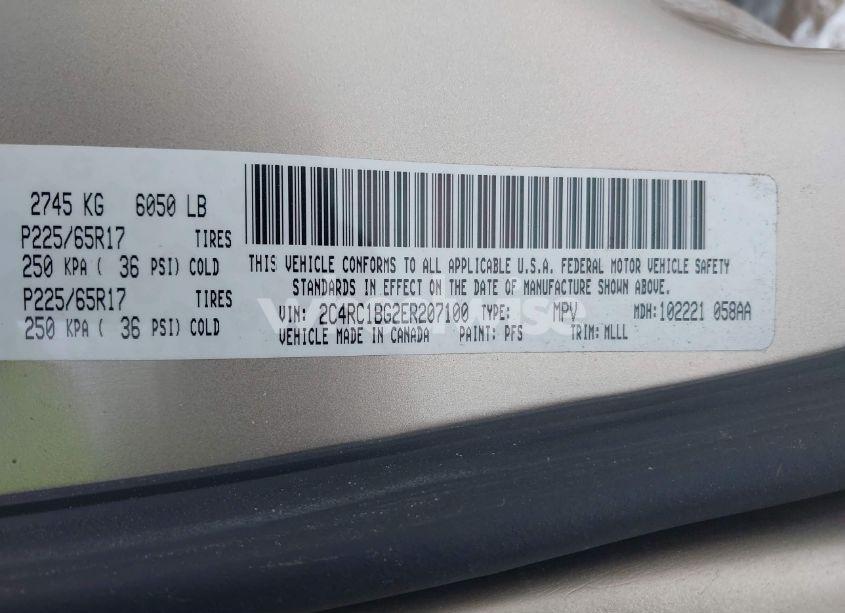 2745 KG 6050 LB
P225/65R17 TIRES
250 KPA ( 36 PSI) COLD
P225/65R17 TIRES
250 KPA ( 36 PSI) COLD
THIS VEHICLE CONFORMS TO ALL APPLICABLE U.S.A. FEDERAL MOTOR VEHICLE SAFETY
STANDARDS IN EFFECT ON THE DATE OF MANUFACTURE SHOWN ABOVE.
VIN: 2C4RC1BG2ER207100 TYPE: MPV MDH: 102221 058AA
VEHICLE MADE IN CANADA PAINT: PFS TRIM: MLLL